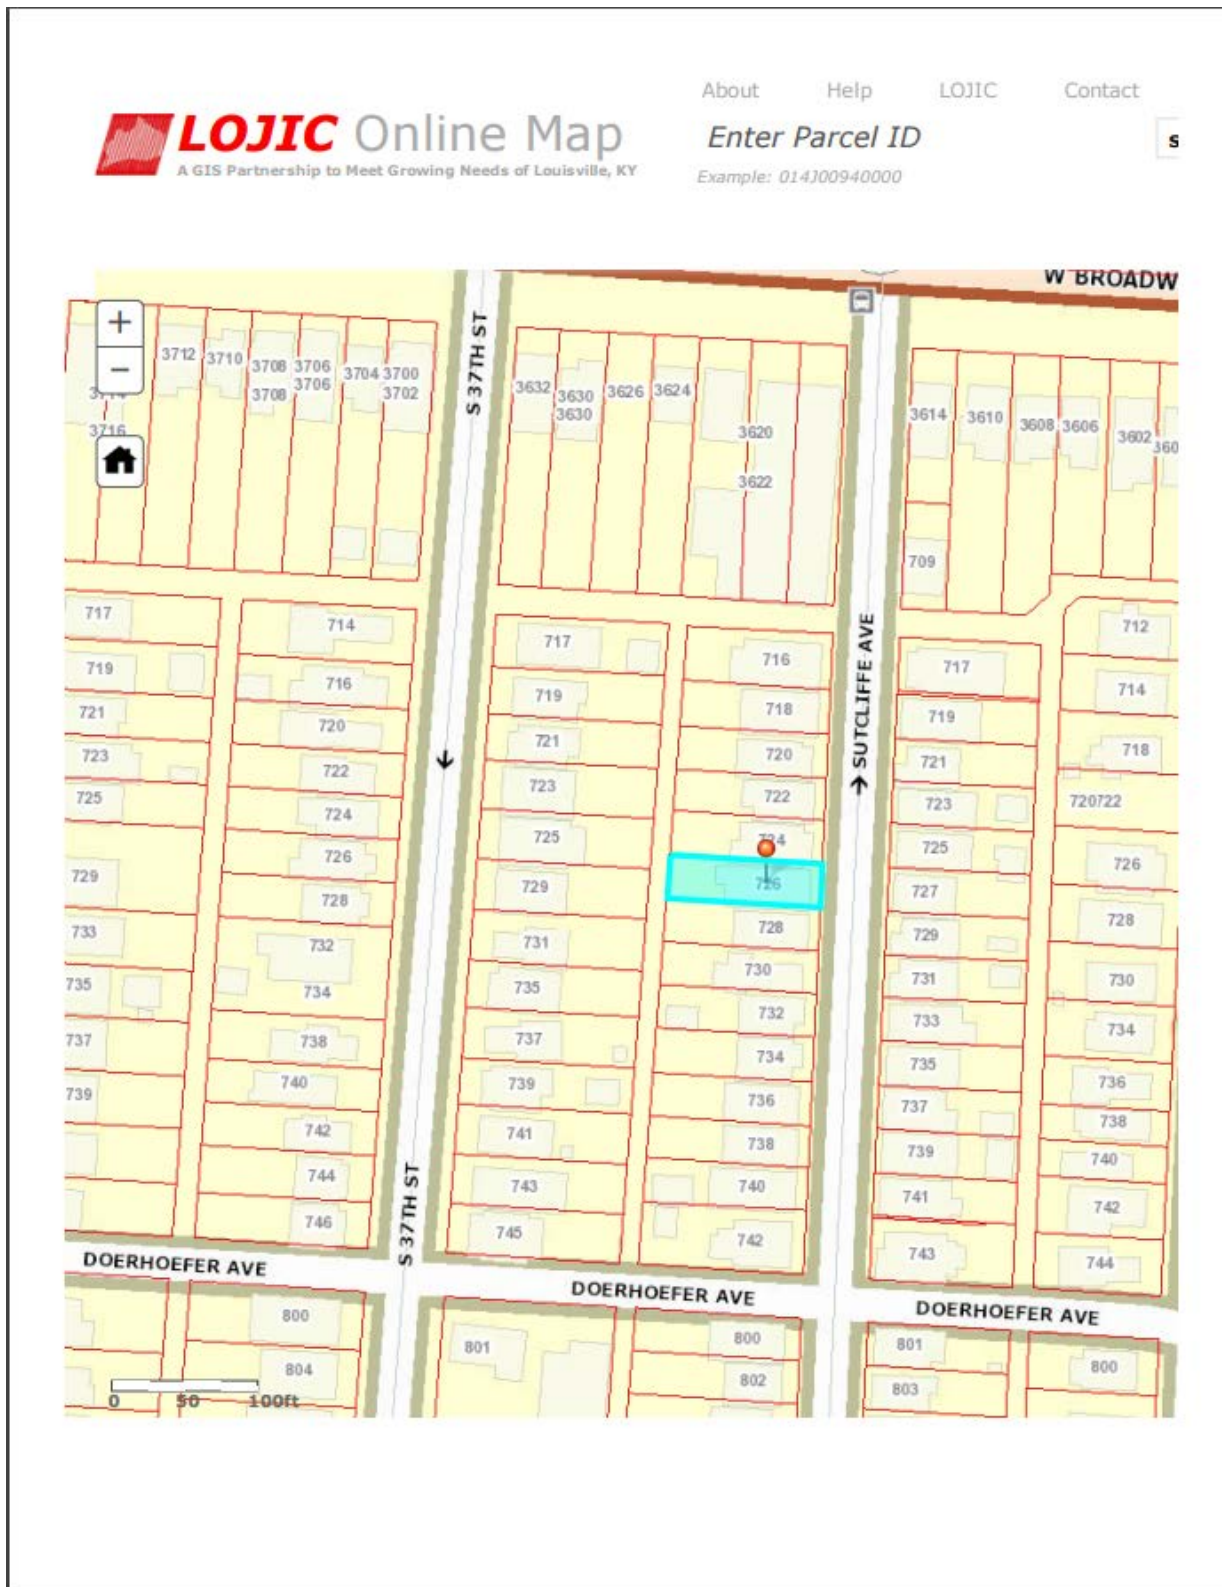 About Help LOJIC Contact
LOJIC Online Map
Enter Parcel ID
A GIS Partnership to Meet Growing Needs of Louisville, KY
Example: 014J00940000
W BROADW
S 37TH ST
+
−
3712 3710 3708 3706 3704 3700
3708 3706 3702
3716
3632 3630 3626 3624
3630
3620
3622
3614 3610 3608 3606 3602
709
SUTCLIFFE AVE
717 714 717 716 717 712
719 716 719 718 719 714
721 720 721 720 721 718
723 722 723 722 723 720722
725 724 725 724 725 726
729 726 729 726 727 728
733 728 731 728 729 730
735 732 735 730 731 734
737 734 737 732 733 736
739 738 739 734 735 738
740 741 736 737 740
742 743 738 739 742
744 745 740 741 744
746 742 743
S 37TH ST
DOERHOEFER AVE
DOERHOEFER AVE
DOERHOEFER AVE
800 801 800 801 800
804 802 803
0 50 100ft